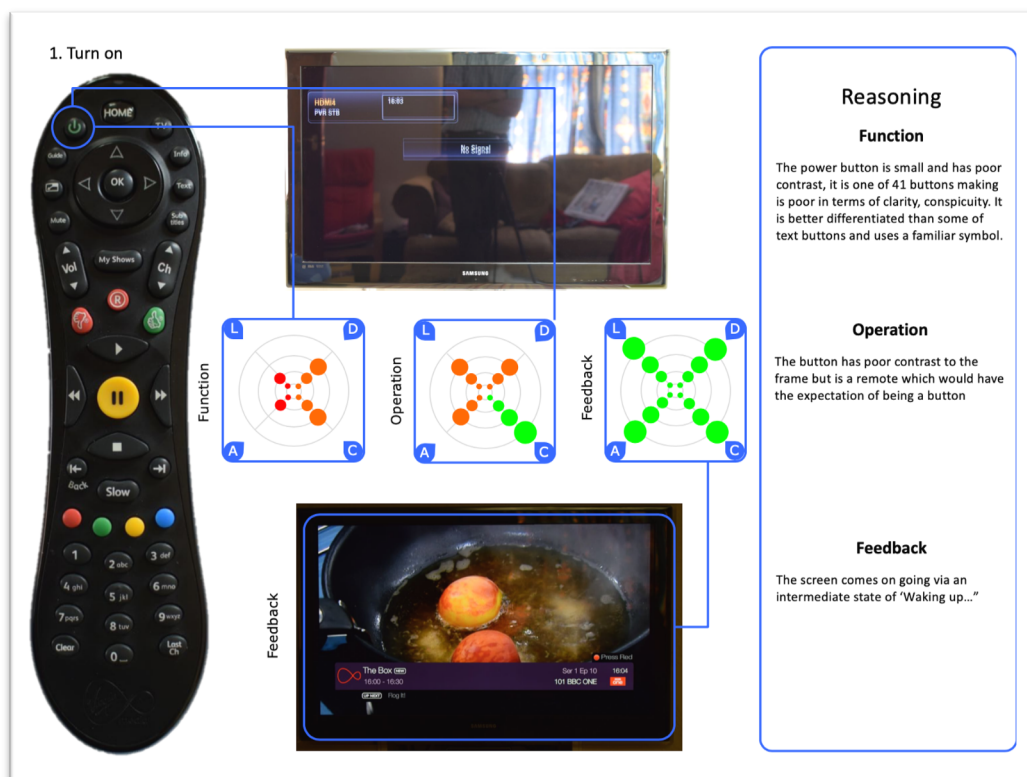 1. Turn on
HOME
TV
Guide
Info
OK
Text
Mute
Sub
titles
Vol
My Shows
Ch
R
Back
Slow
1
2 abc
3 def
4 ghi
5 jkl
6 mno
7 pqrs
8 tuv
9 wxyz
Clear
0
Last
Ch
HDMI4
PVR STB
No Signal
SAMSUNG
Function
L
D
A
C
Operation
L
D
A
C
Feedback
L
D
A
C
Feedback
Press Red
The Box NEW
16:00 - 16:30
Ser 1 Ep 10
16:04
101 BBC ONE
UP NEXT
Flog It!
Reasoning
Function
The power button is small and has poor
contrast, it is one of 41 buttons making
is poor in terms of clarity, conspicuity. It
is better differentiated than some of
text buttons and uses a familiar symbol.
Operation
The button has poor contrast to the
frame but is a remote which would have
the expectation of being a button
Feedback
The screen comes on going via an
intermediate state of ‘Waking up…”